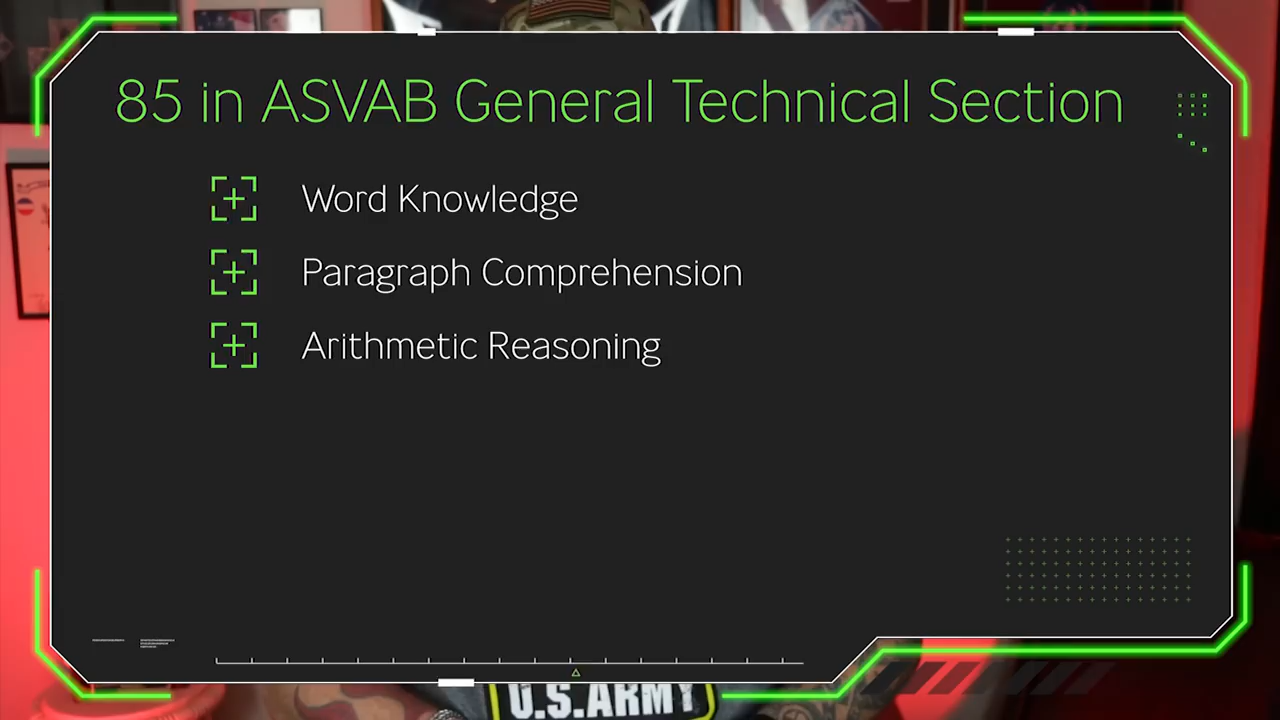 85 in ASVAB General Technical Section
Word Knowledge
Paragraph Comprehension
Arithmetic Reasoning
U.S.ARMY